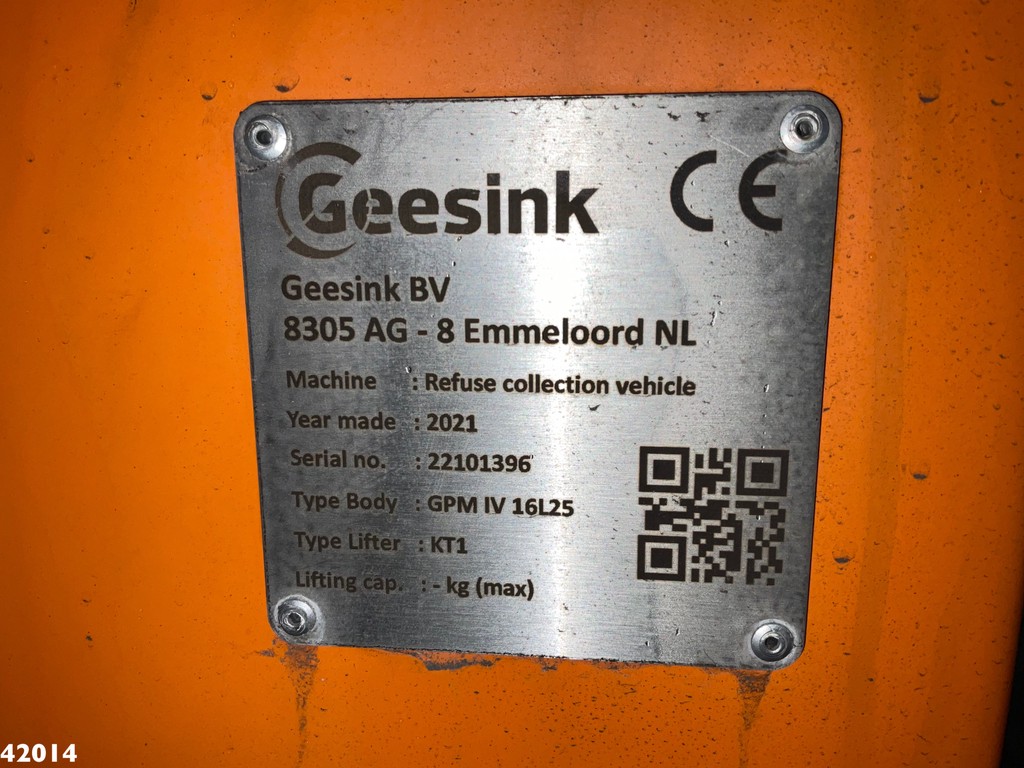 Geesink CE
Geesink BV
8305 AG - 8 Emmeloord NL
Machine : Refuse collection vehicle
Year made : 2021
Serial no. : 22101396
Type Body : GPM IV 16L25
Type Lifter : KT1
Lifting cap. : - kg (max)
42014